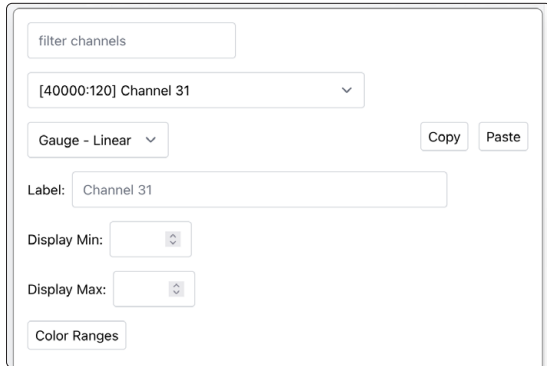 filter channels
[40000:120] Channel 31
Gauge - Linear
Copy Paste
Label: Channel 31
Display Min:
Display Max:
Color Ranges